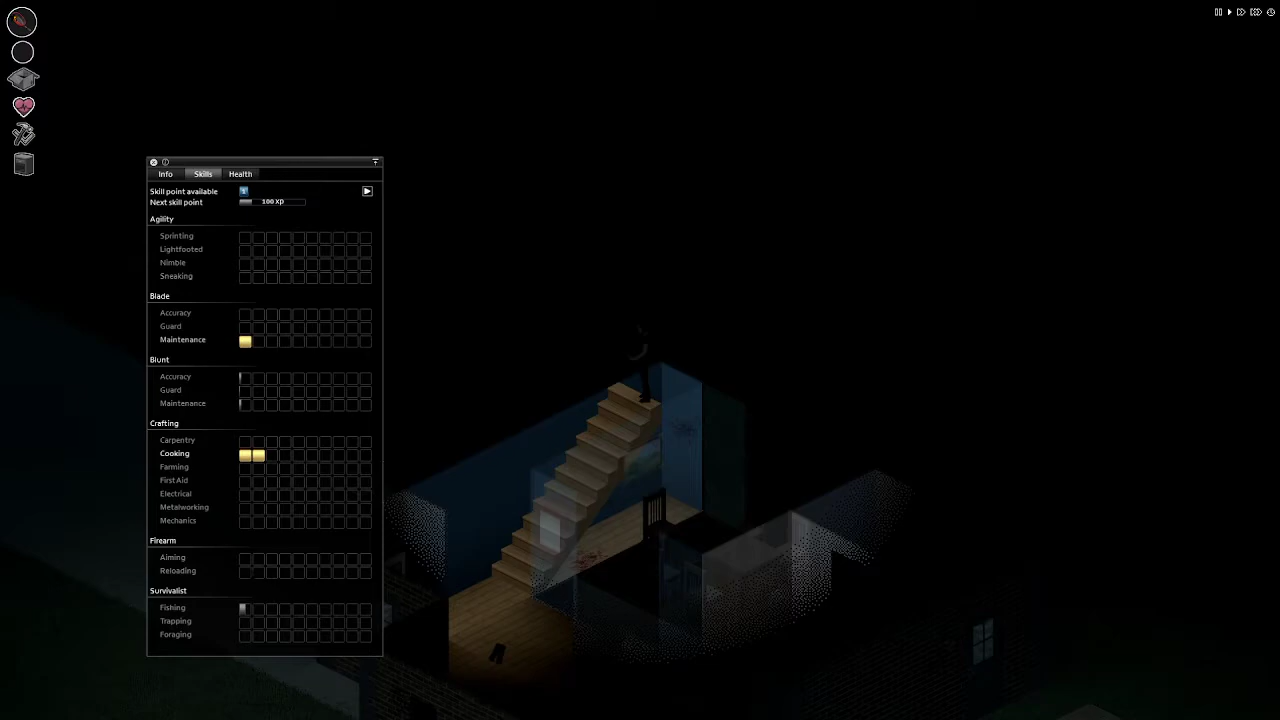 Info Skills Health
Skill point available 1
Next skill point 100 Xp
Agility
Sprinting
Lightfooted
Nimble
Sneaking
Blade
Accuracy
Guard
Maintenance
Blunt
Accuracy
Guard
Maintenance
Crafting
Carpentry
Cooking
Farming
First Aid
Electrical
Metalworking
Mechanics
Firearm
Aiming
Reloading
Survivalist
Fishing
Trapping
Foraging